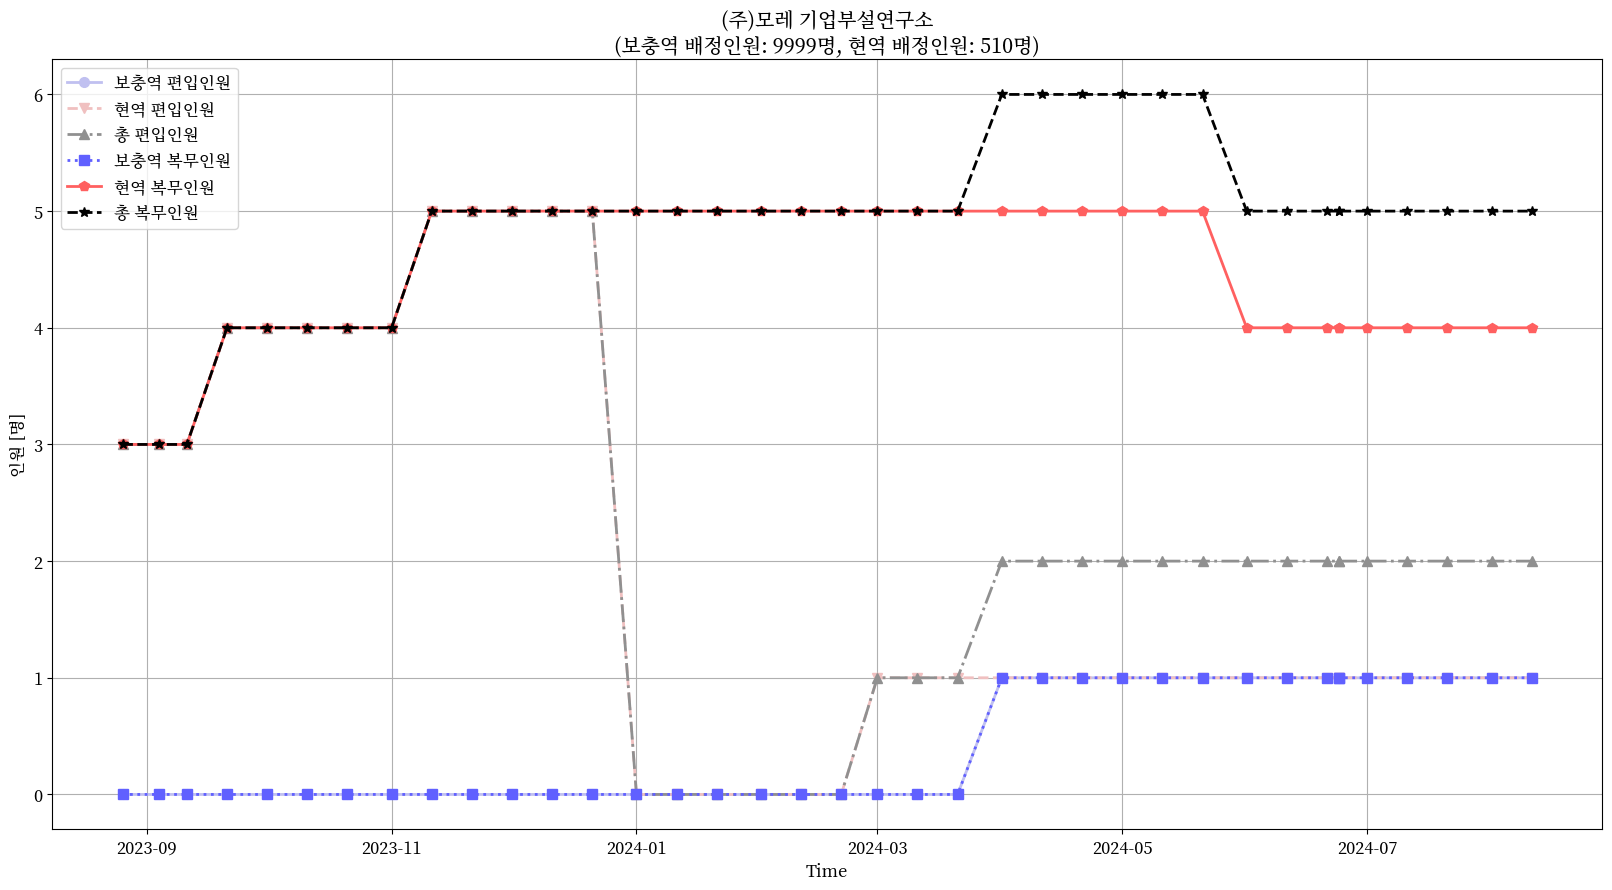 (주)모레 기업부설연구소
(보충역 배정인원: 9999명, 현역 배정인원: 510명)
보충역 편입인원
현역 편입인원
총 편입인원
보충역 복무인원
현역 복무인원
총 복무인원
인원 [명]
6
5
4
3
2
1
0
2023-09 2023-11 2024-01 2024-03 2024-05 2024-07
Time